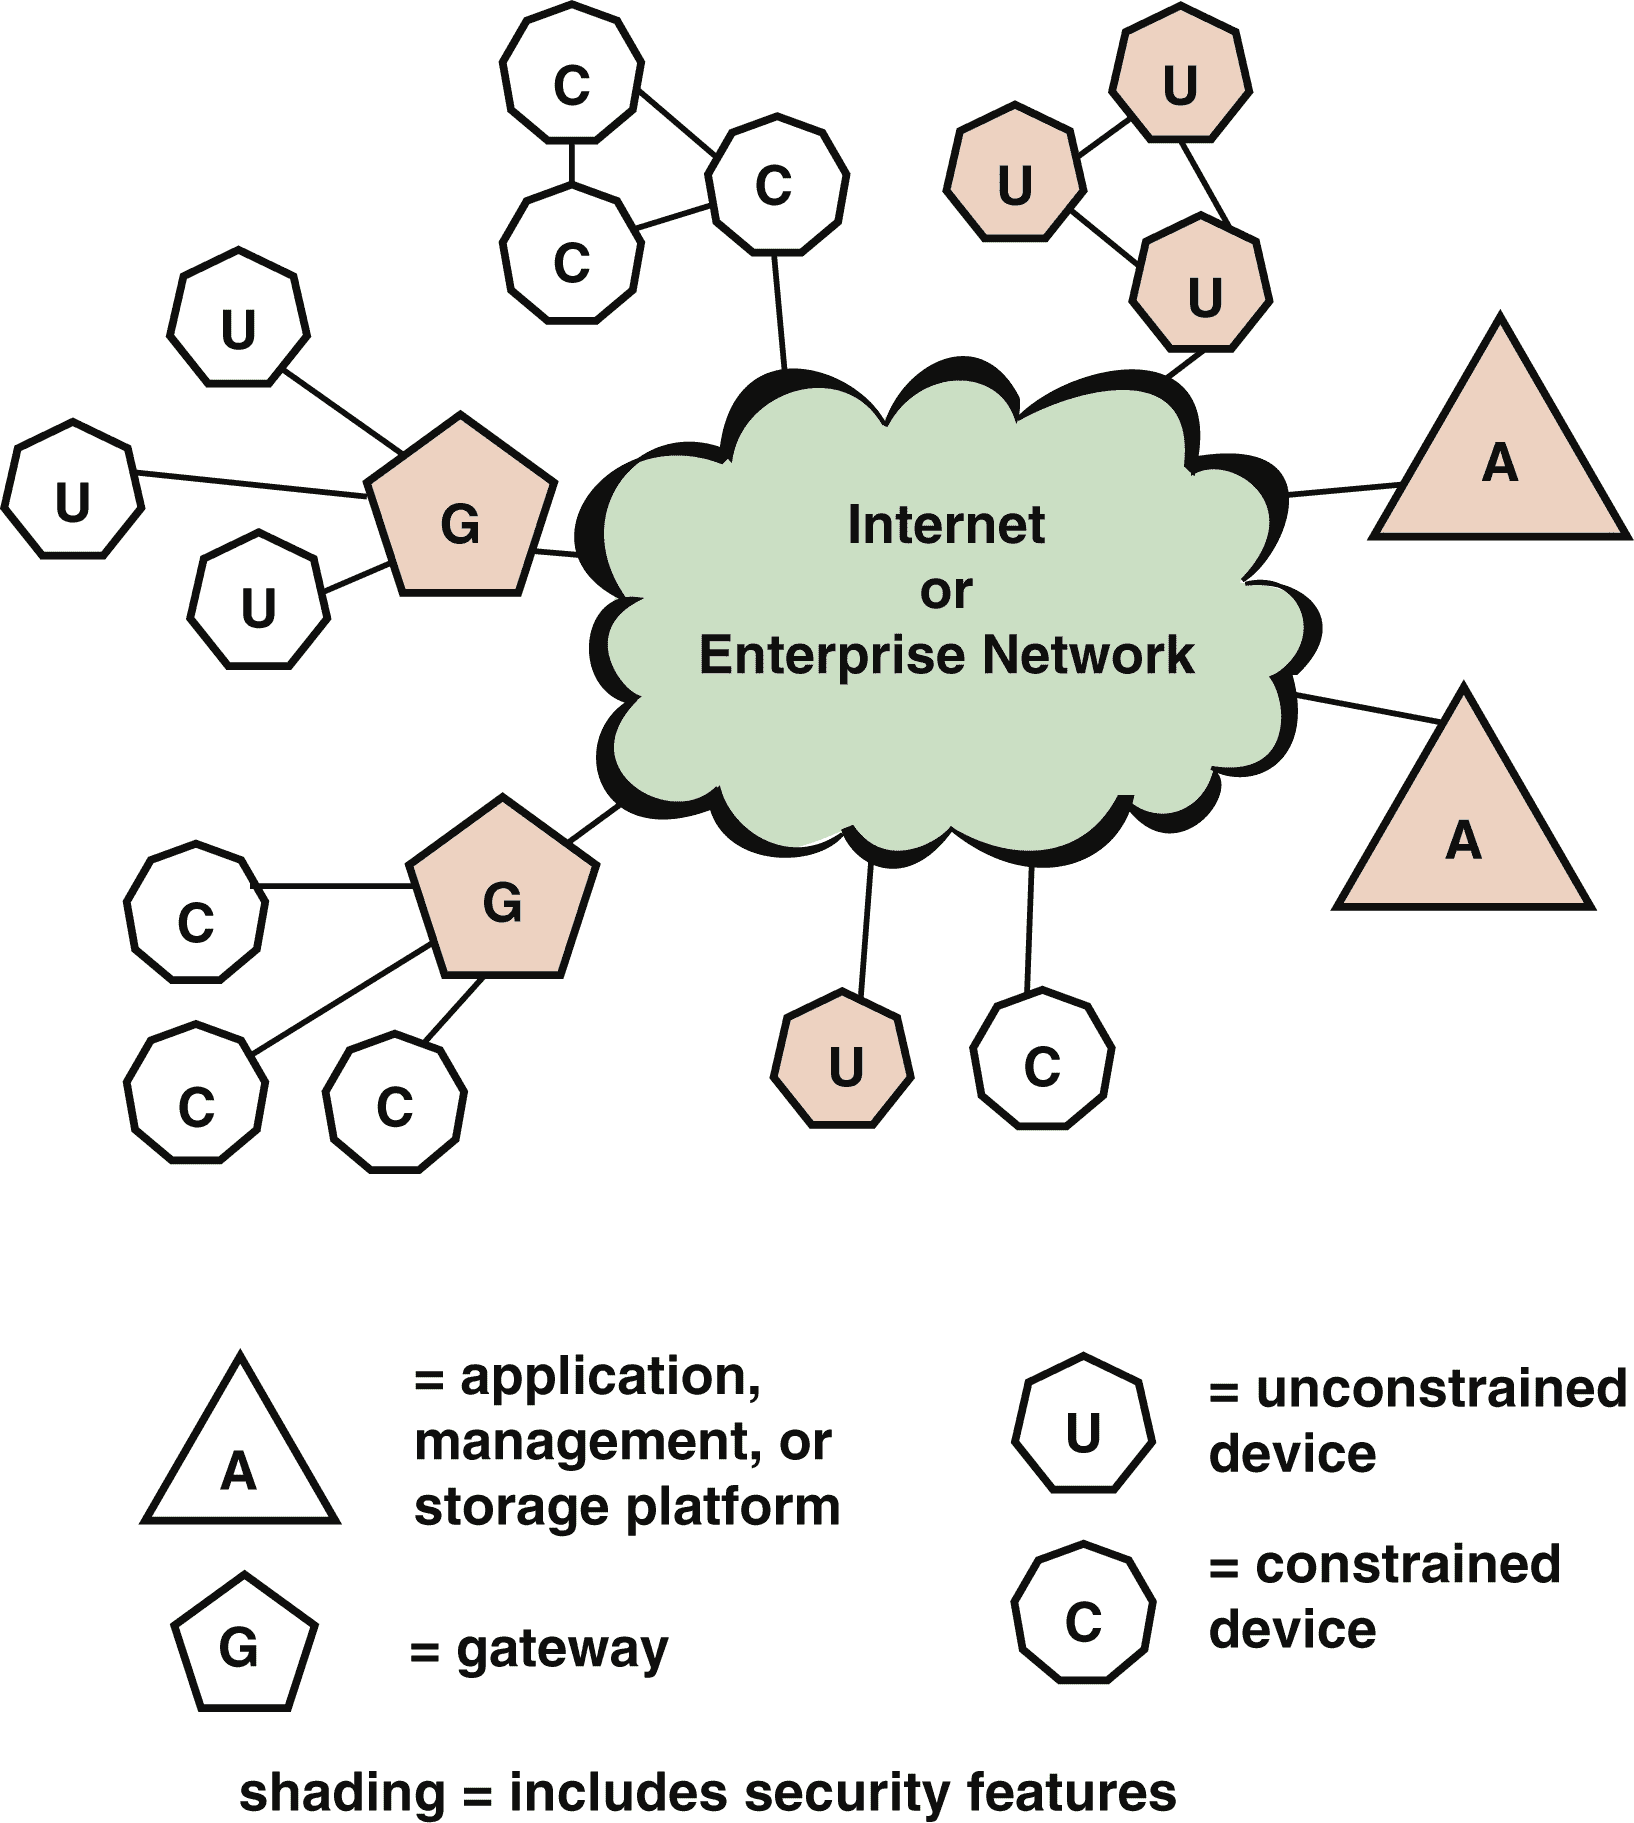 C
U
C
U
C
U
U
A
U
G
Internet
or
Enterprise Network
U
A
G
C
U
C
C
C
= application,
management, or
storage platform
A
= unconstrained
device
U
G
= gateway
= constrained
device
C
shading = includes security features